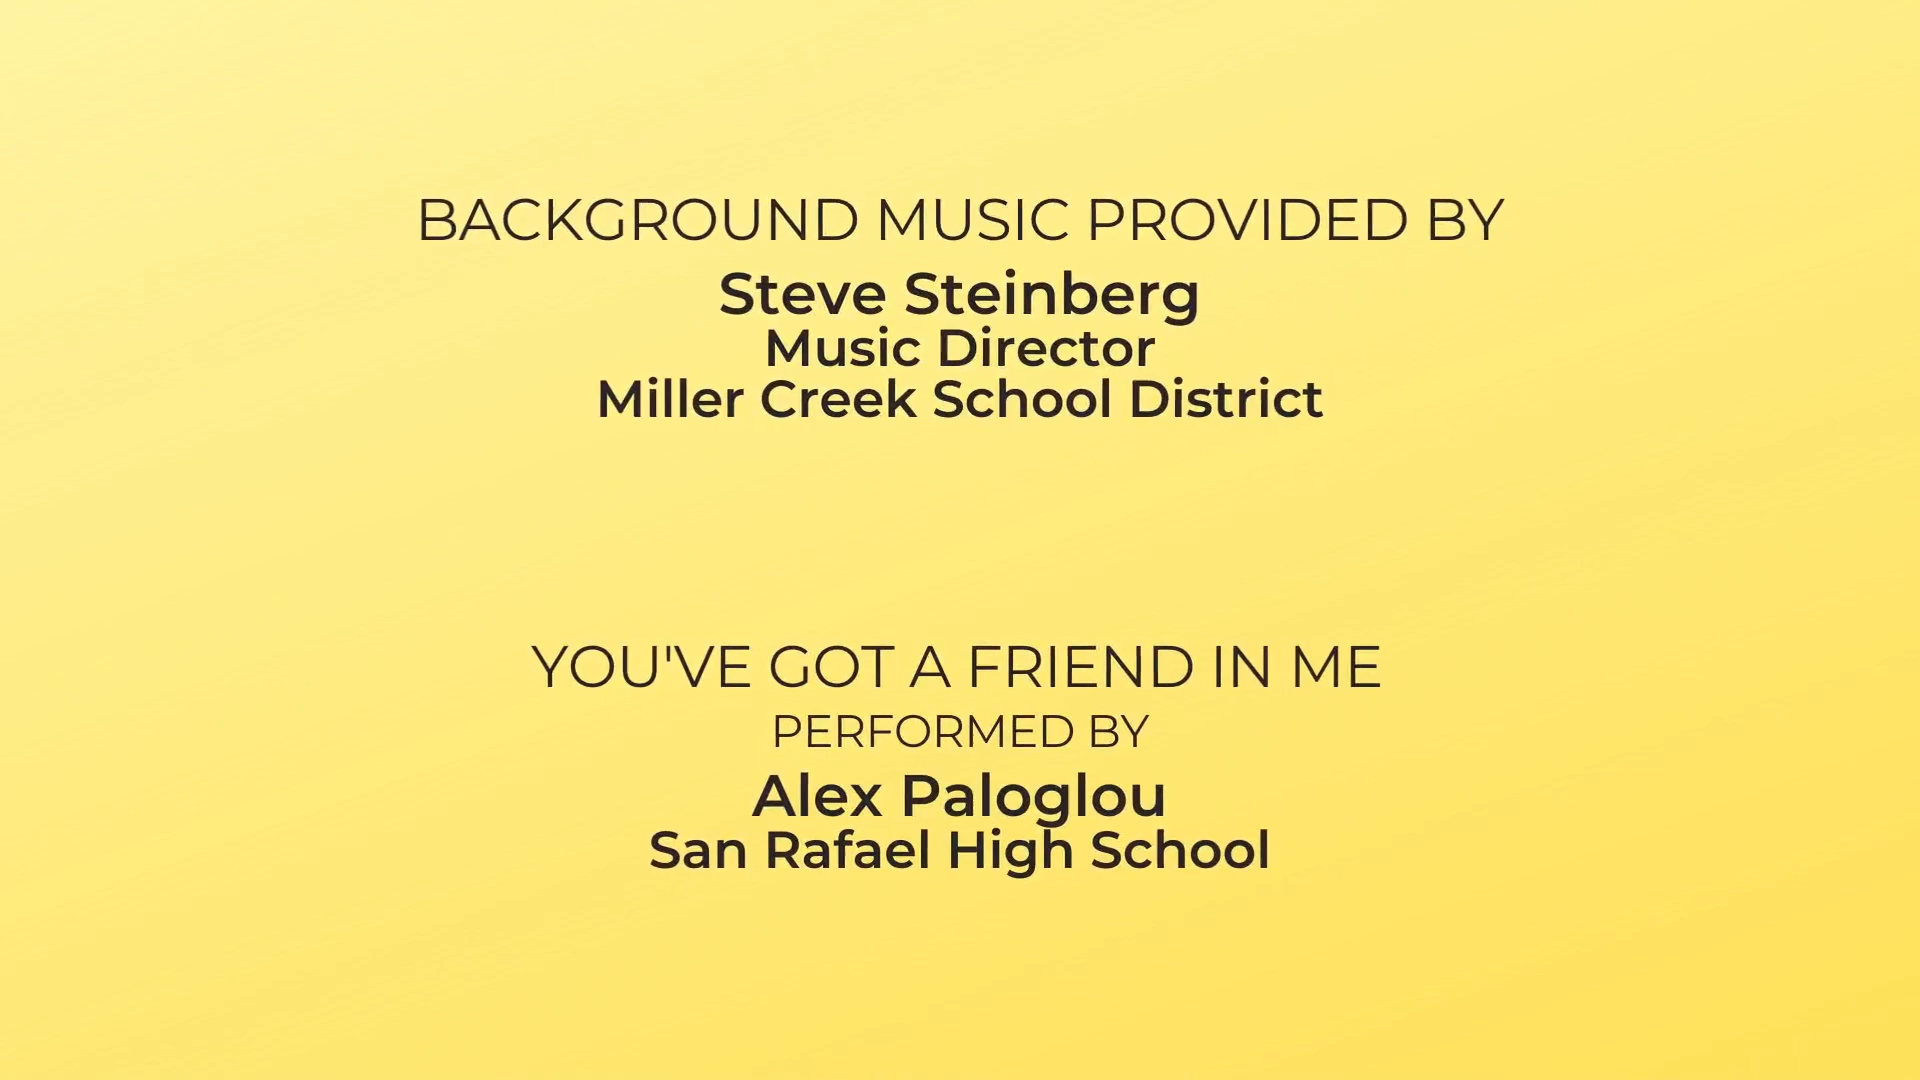 BACKGROUND MUSIC PROVIDED BY
Steve Steinberg
Music Director
Miller Creek School District
YOU'VE GOT A FRIEND IN ME
PERFORMED BY
Alex Paloglou
San Rafael High School